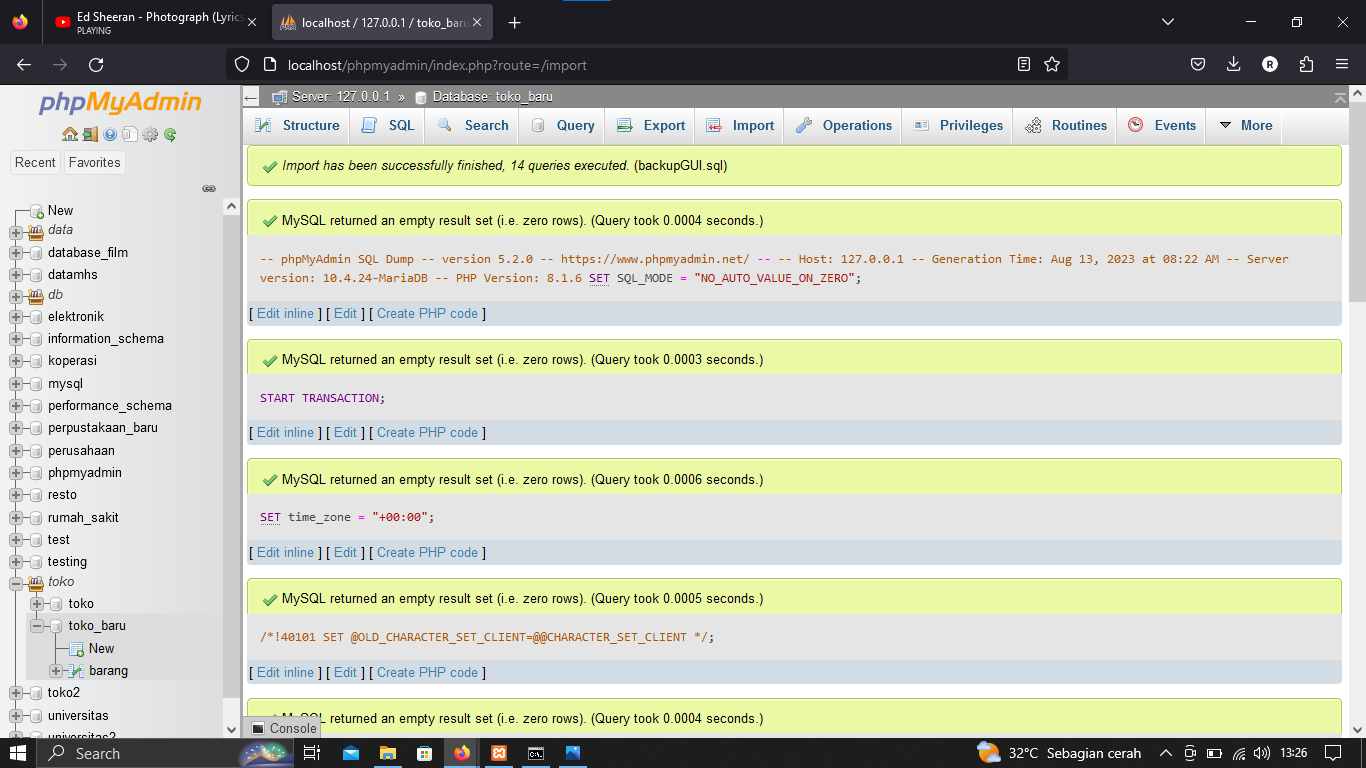 Ed Sheeran - Photograph (Lyrics
PLAYING
localhost / 127.0.0.1 / toko_baru
localhost/phpmyadmin/index.php?route=/import
R
phpMyAdmin
Recent
Favorites
New
data
database_film
datamhs
db
elektronik
information_schema
koperasi
mysql
performance_schema
perpustakaan_baru
perusahaan
phpmyadmin
resto
rumah_sakit
test
testing
toko
toko
toko_baru
New
barang
toko2
universitas
universitas2
Server: 127.0.0.1 » Database: toko_baru
Structure SQL Search Query Export Import Operations Privileges Routines Events More
Import has been successfully finished, 14 queries executed. (backupGUI.sql)
MySQL returned an empty result set (i.e. zero rows). (Query took 0.0004 seconds.)
-- phpMyAdmin SQL Dump -- version 5.2.0 -- https://www.phpmyadmin.net/ -- -- Host: 127.0.0.1 -- Generation Time: Aug 13, 2023 at 08:22 AM -- Server
version: 10.4.24-MariaDB -- PHP Version: 8.1.6 SET SQL_MODE = "NO_AUTO_VALUE_ON_ZERO";
[ Edit inline ] [ Edit ] [ Create PHP code ]
MySQL returned an empty result set (i.e. zero rows). (Query took 0.0003 seconds.)
START TRANSACTION;
[ Edit inline ] [ Edit ] [ Create PHP code ]
MySQL returned an empty result set (i.e. zero rows). (Query took 0.0006 seconds.)
SET time_zone = "+00:00";
[ Edit inline ] [ Edit ] [ Create PHP code ]
MySQL returned an empty result set (i.e. zero rows). (Query took 0.0005 seconds.)
/*!40101 SET @OLD_CHARACTER_SET_CLIENT=@@CHARACTER_SET_CLIENT */;
[ Edit inline ] [ Edit ] [ Create PHP code ]
MySQL returned an empty result set (i.e. zero rows). (Query took 0.0004 seconds.)
Console
Search
32°C Sebagian cerah
13:26